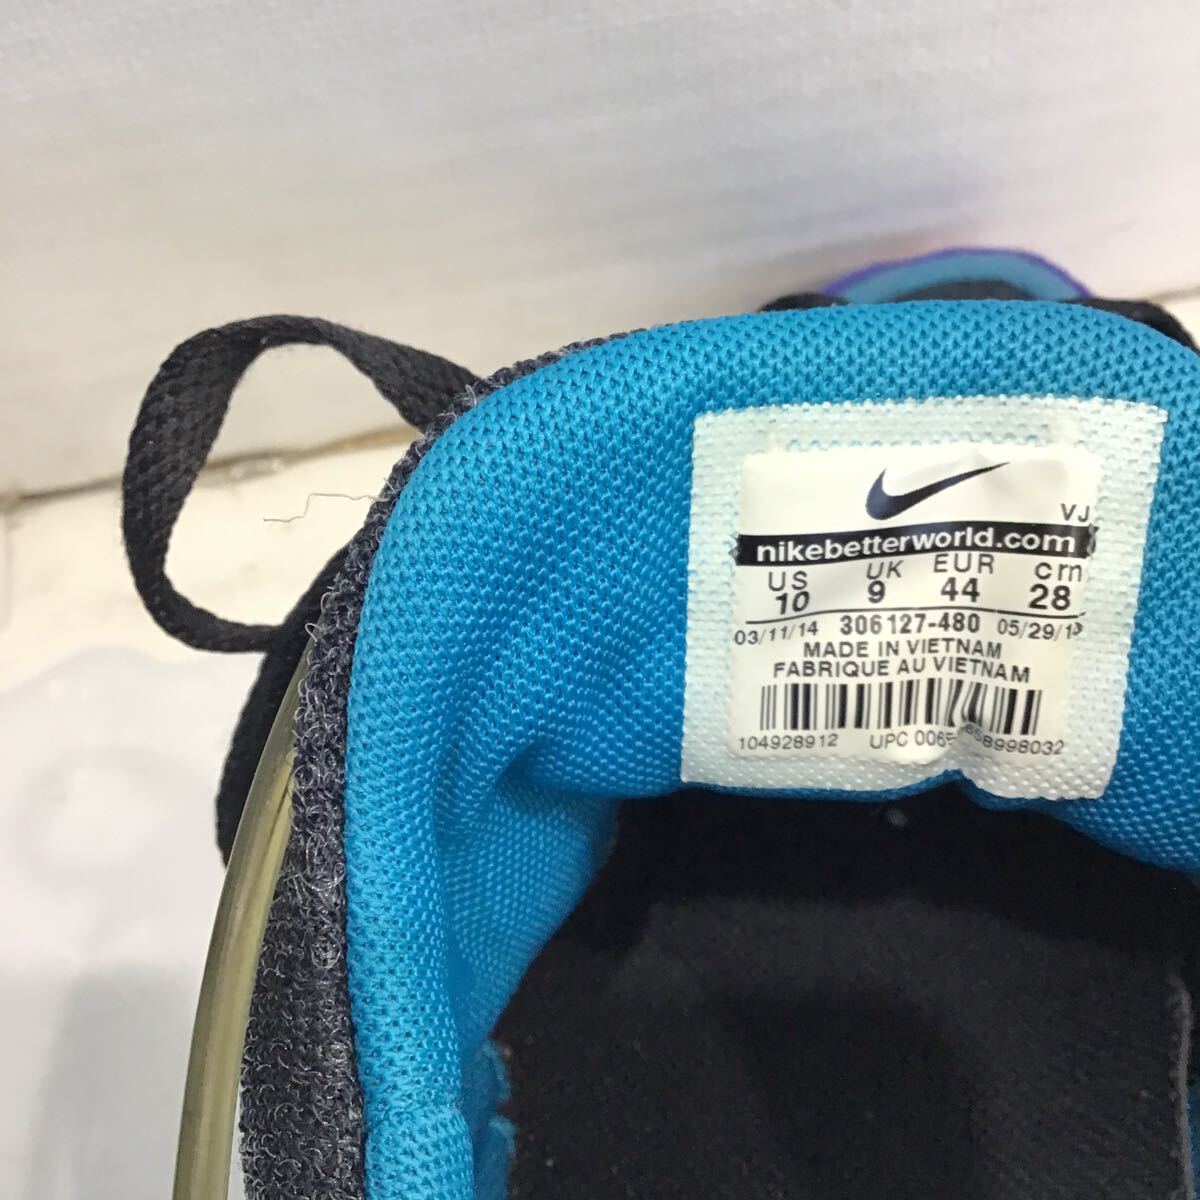 VJ
nikebetterworld.com
US UK EUR cm
10 9 44 28
03/11/14 306127-480
MADE IN VIETNAM
FABRIQUE AU VIETNAM
104928912 UPC